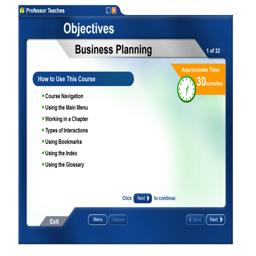 Professor Teaches
Objectives
Business Planning
1 of 32
Approximate Time:
30 minutes
How to Use This Course
Course Navigation
Using the Main Menu
Working in a Chapter
Types of Interactions
Using Bookmarks
Using the Index
Using the Glossary
Click Next to continue.
Exit
Menu
Options
Back
Next